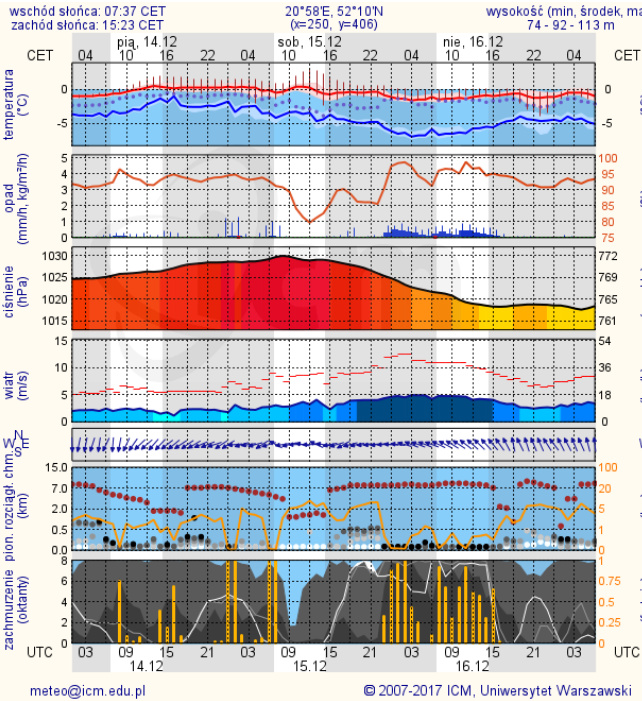 wschód słońca: 07:37 CET 20°58'E, 52°10'N wysokość (min, środek, ma
zachód słońca: 15:23 CET (x=250, y=406) 74 - 92 - 113 m
pią, 14.12 sob, 15.12 nie, 16.12
CET 04 10 16 22 04 10 16 22 04 10 16 22 04 CET
temperatura
(°C)
0 0
-5 -5
opad
(mm/h, kg/m²/h)
5 100
4 95
3 90
2 85
1 80
0 75
ciśnienie
(hPa)
1030 772
1025 769
1020 765
1015 761
wiatr
(m/s)
15 54
10 36
5 18
0 0
N
W E
S
pion. rozciągł. chm.
(km)
15.0 100
7.0 20
2.0 5
0.5 1
0.0 0
zachmurzenie
(oktanty)
8 1
6 0.75
4 0.5
2 0.25
0 0
UTC 03 09 15 21 03 09 15 21 03 09 15 21 03 UTC
14.12 15.12 16.12
meteo@icm.edu.pl © 2007-2017 ICM, Uniwersytet Warszawski